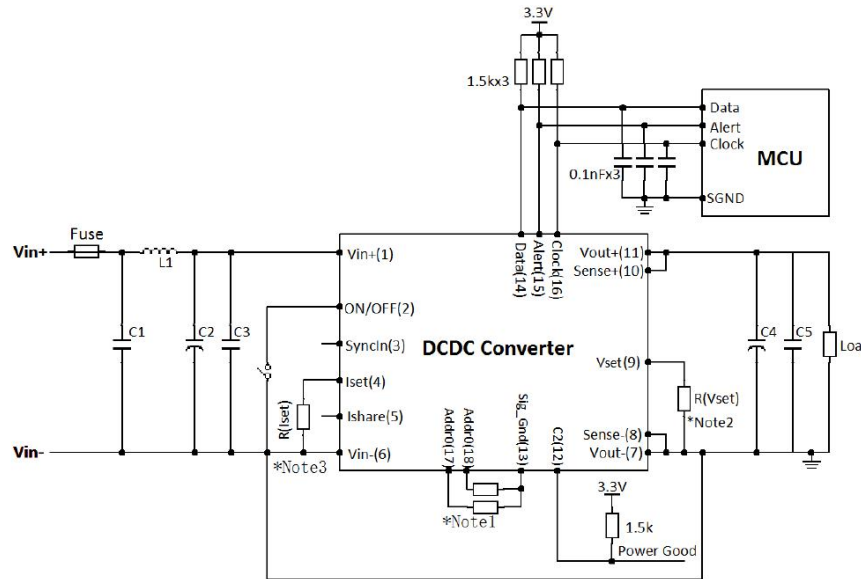 3.3V
1.5kx3
Data
Alert
Clock
MCU
0.1nFx3
SGND
Fuse
Vin+
L1
Vin+(1)
Data(14)
Alert(15)
Clock(16)
Vout+(11)
Sense+(10)
ON/OFF(2)
C1
C2
C3
SyncIn(3)
DCDC Converter
C4
C5
Loa
Iset(4)
Vset(9)
R(Iset)
R(Vset)
*Note2
Ishare(5)
Addr0(17)
Addr0(18)
Sig_Gnd(13)
C2(12)
Sense-(8)
Vin-
Vin-(6)
Vout-(7)
*Note3
*Note1
3.3V
1.5k
Power Good